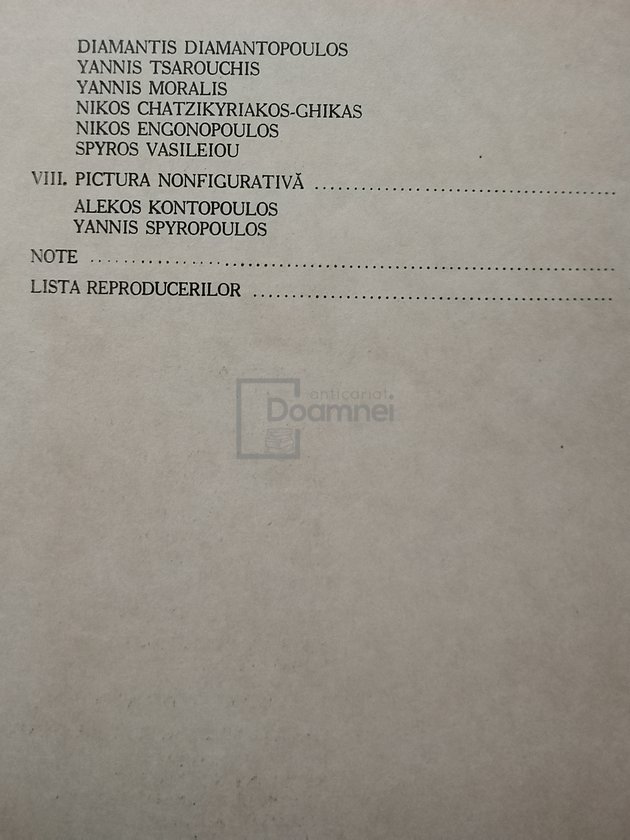 DIAMANTIS DIAMANTOPOULOS
YANNIS TSAROUCHIS
YANNIS MORALIS
NIKOS CHATZIKYRIAKOS-GHIKAS
NIKOS ENGONOPOULOS
SPYROS VASILEIOU
VIII. PICTURA NONFIGURATIVĂ ........................................
ALEKOS KONTOPOULOS
YANNIS SPYROPOULOS
NOTE ........................................
LISTA REPRODUCERILOR ........................................
anticariat
Doamnei